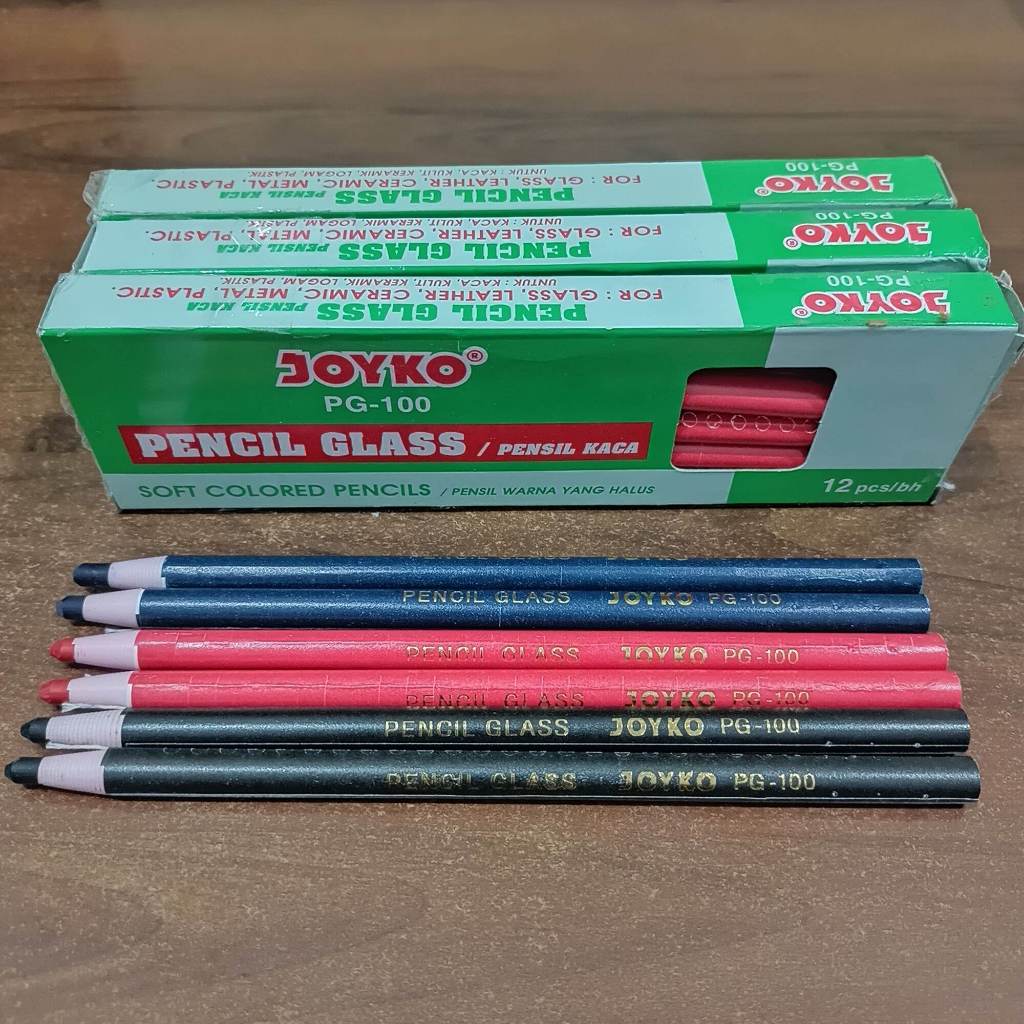 FOR : GLASS, LEATHER, CERAMIC, METAL, PLASTIC.
UNTUK : KACA, KULIT, KERAMIK, LOGAM, PLASTIK.
PENCIL GLASS PENSIL KACA
JOYKO®
PG-100
FOR : GLASS, LEATHER, CERAMIC, METAL, PLASTIC.
UNTUK : KACA, KULIT, KERAMIK, LOGAM, PLASTIK.
PENCIL GLASS PENSIL KACA
JOYKO®
PG-100
FOR : GLASS, LEATHER, CERAMIC, METAL, PLASTIC.
UNTUK : KACA, KULIT, KERAMIK, LOGAM, PLASTIK.
PENCIL GLASS PENSIL KACA
JOYKO®
PG-100
JOYKO®
PG-100
PENCIL GLASS / PENSIL KACA
SOFT COLORED PENCILS / PENSIL WARNA YANG HALUS
12 pcs/bh
PENCIL GLASS JOYKO PG-100
PENCIL GLASS JOYKO PG-100
PENCIL GLASS JOYKO PG-100
PENCIL GLASS JOYKO PG-100
PENCIL GLASS JOYKO PG-100